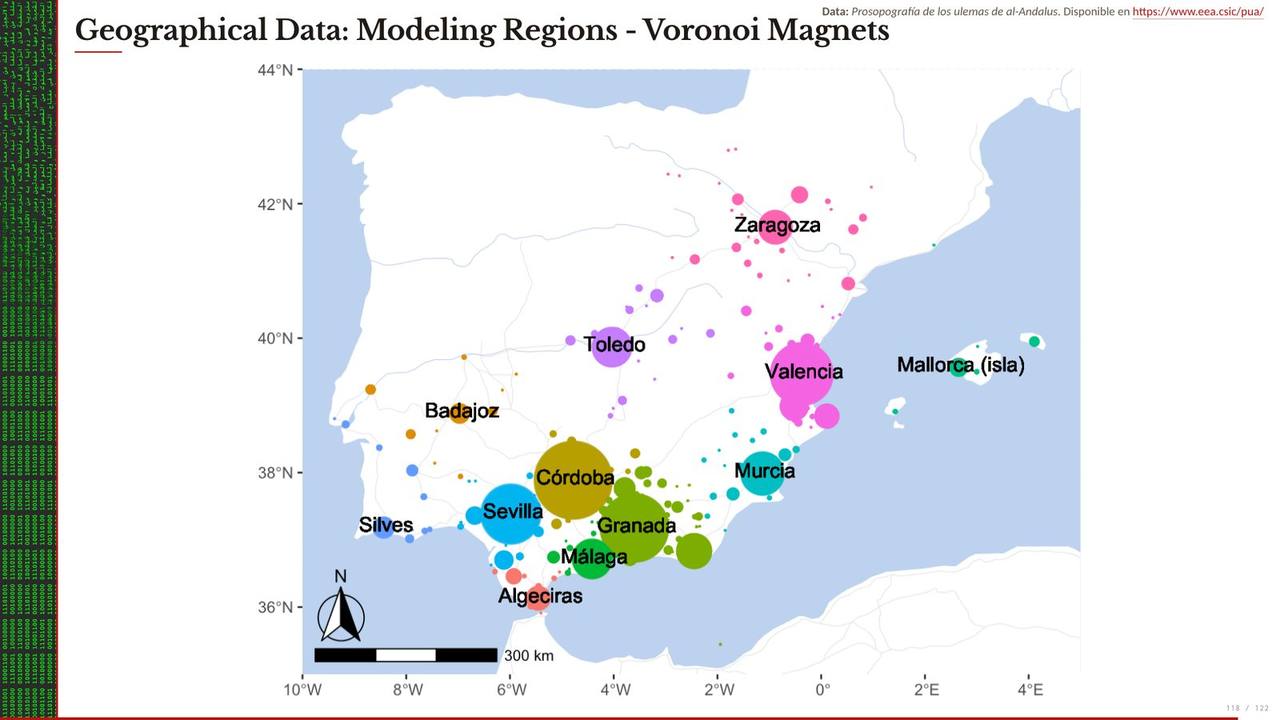 Data: Prosopografía de los ulemas de al-Andalus. Disponible en https://www.eea.csic/pua/
Geographical Data: Modeling Regions - Voronoi Magnets
44°N
42°N
Zaragoza
40°N
Toledo
Valencia
Mallorca (isla)
Badajoz
38°N
Córdoba
Murcia
Sevilla
Silves
Granada
Málaga
Algeciras
36°N
N
300 km
10°W 8°W 6°W 4°W 2°W 0° 2°E 4°E
118 / 122